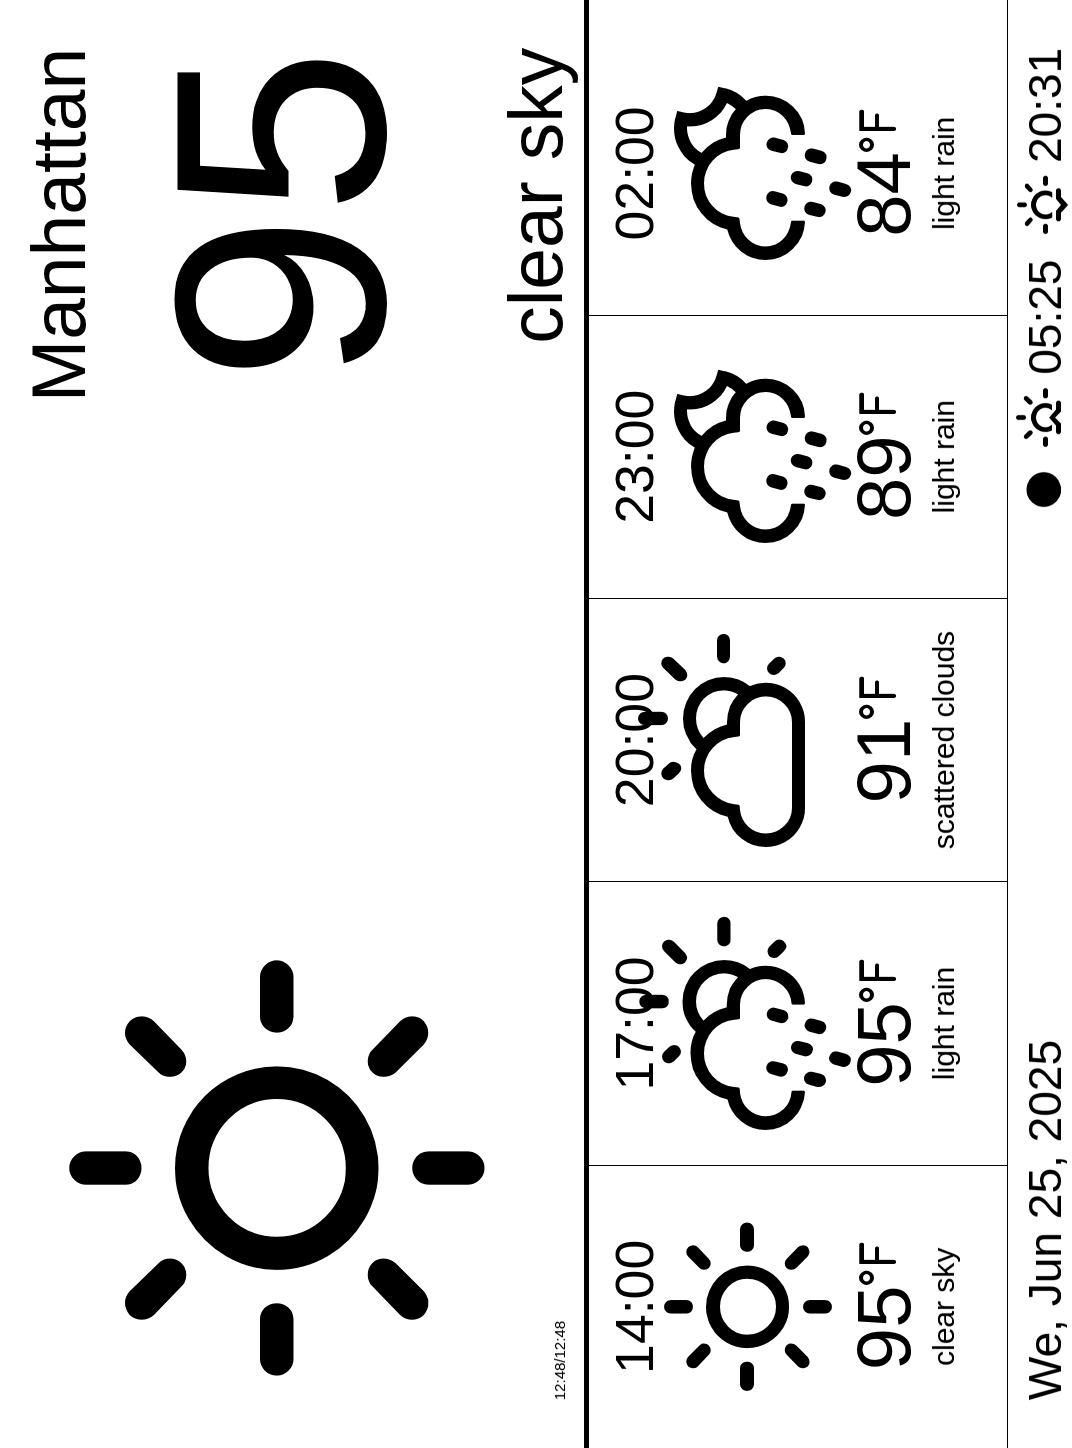 Manhattan
95
clear sky
12:48/12:48
14:00
95°F
clear sky
17:00
95°F
light rain
20:00
91°F
scattered clouds
23:00
89°F
light rain
02:00
84°F
light rain
We, Jun 25, 2025
05:25
20:31